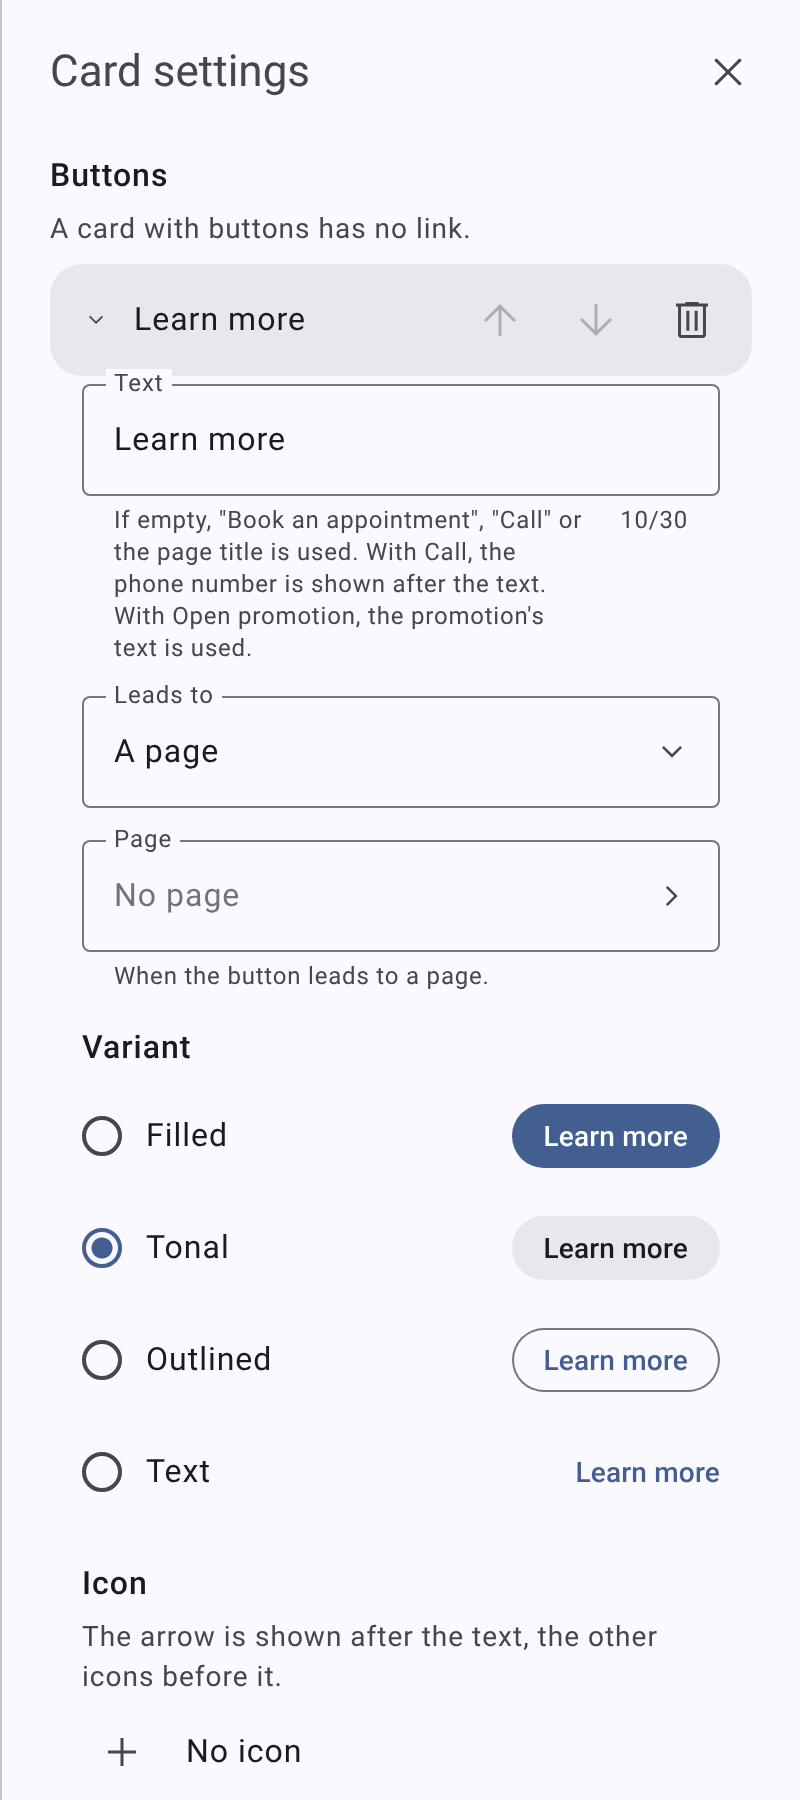 Card settings
Buttons
A card with buttons has no link.
Learn more
Text
Learn more
If empty, "Book an appointment", "Call" or
the page title is used. With Call, the
phone number is shown after the text.
With Open promotion, the promotion's
text is used.
10/30
Leads to
A page
Page
No page
When the button leads to a page.
Variant
Filled
Learn more
Tonal
Learn more
Outlined
Learn more
Text
Learn more
Icon
The arrow is shown after the text, the other
icons before it.
No icon